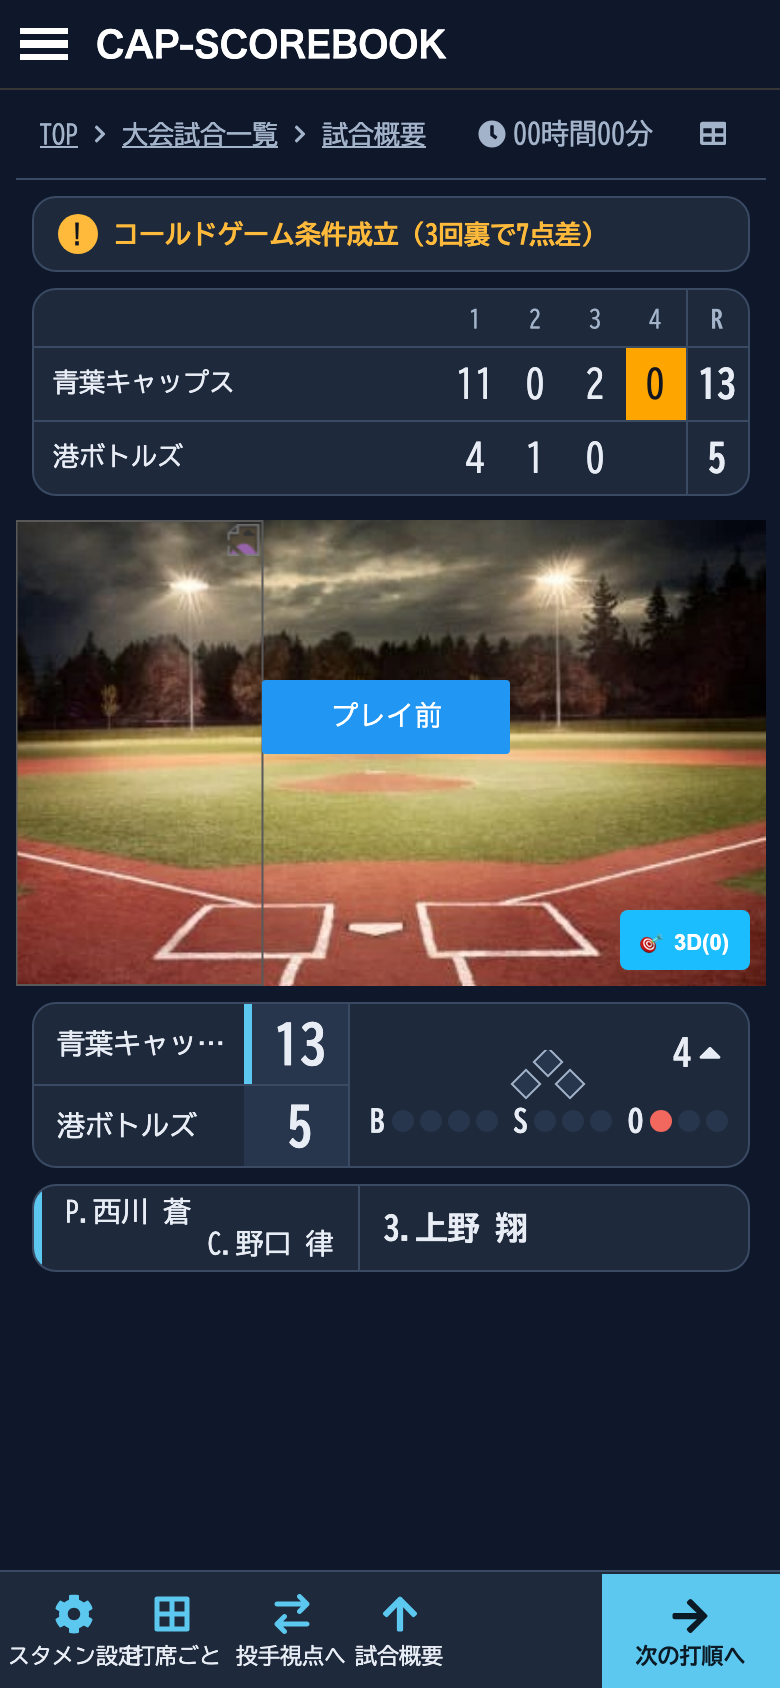 CAP-SCOREBOOK
TOP > 大会試合一覧 > 試合概要 00時間00分
! コールドゲーム条件成立（3回裏で7点差）
1 2 3 4 R
青葉キャップス 11 0 2 0 13
港ボトルズ 4 1 0 5
プレイ前
3D(0)
青葉キャッ… 13
4
港ボトルズ 5
B S O
P.西川 蒼
C.野口 律
3.上野 翔
スタメン設定 打席ごと 投手視点へ 試合概要 次の打順へ